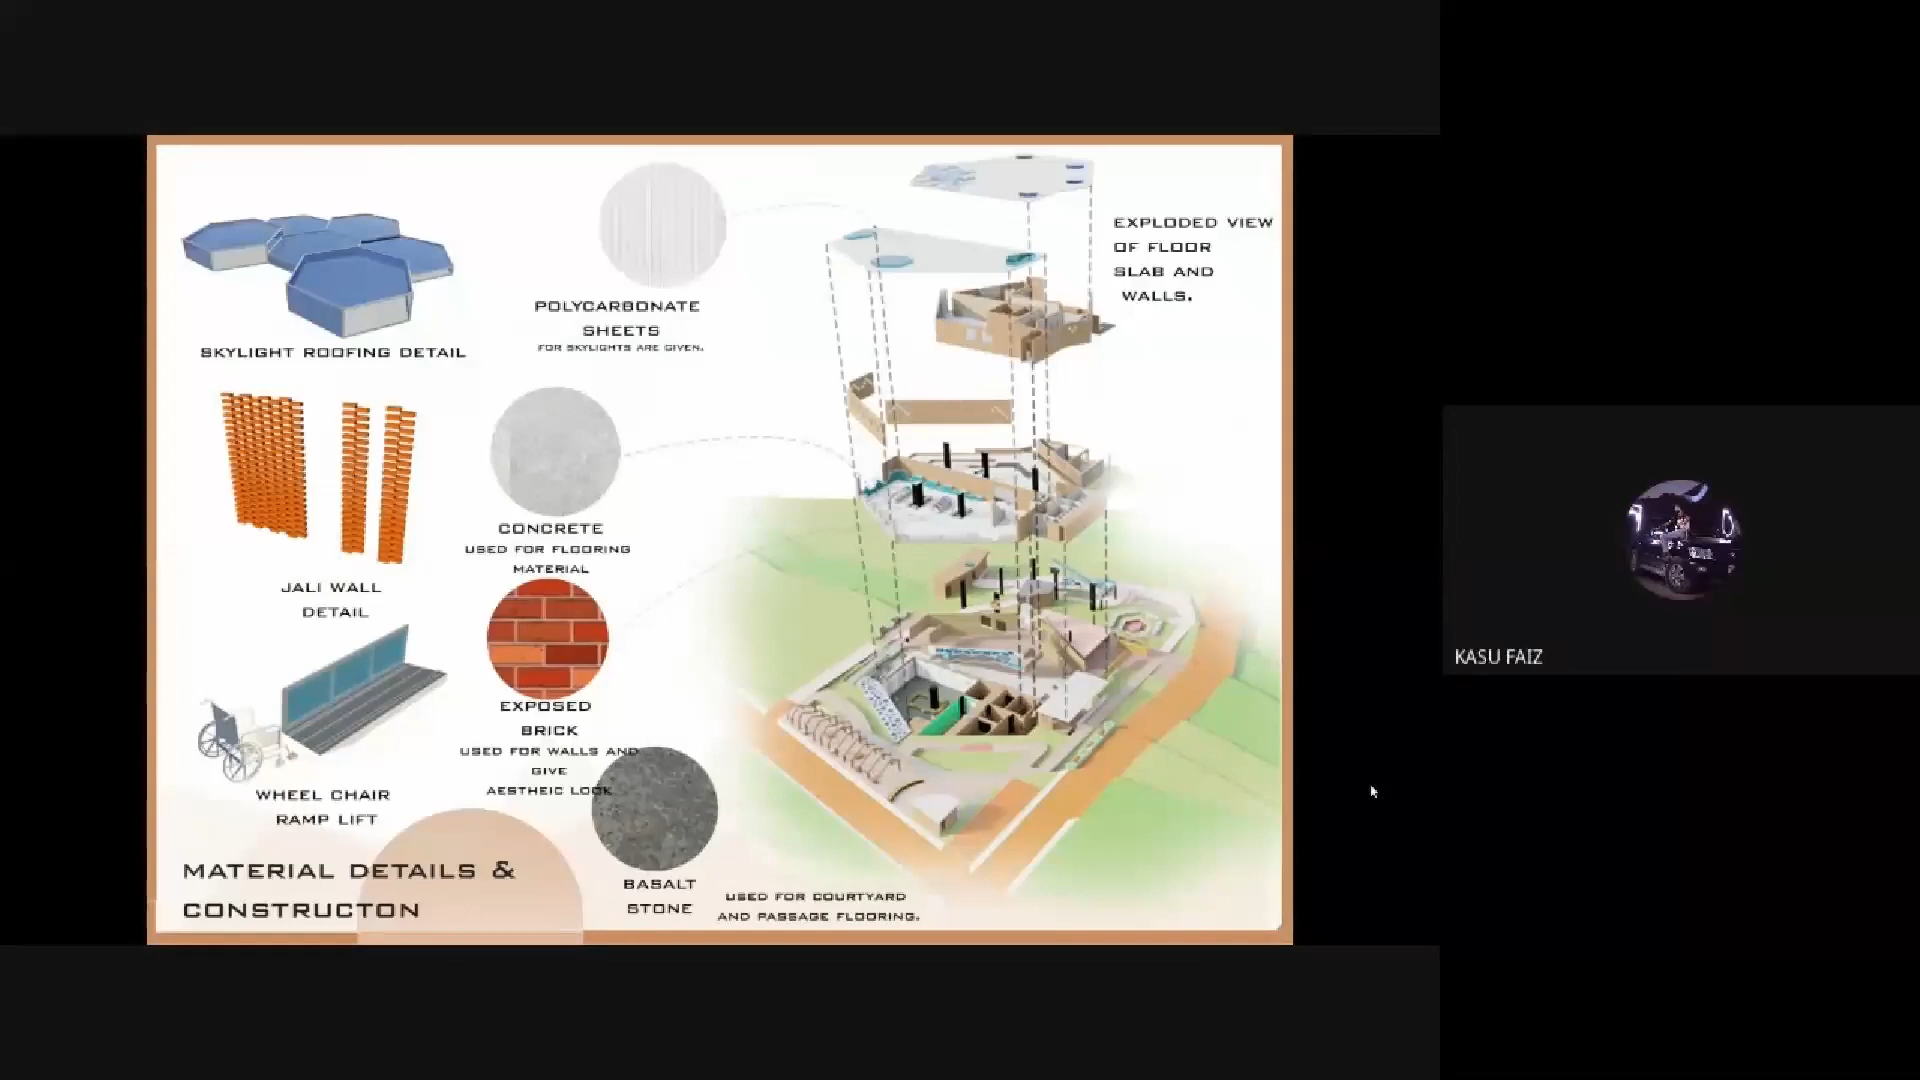 EXPLODED VIEW
OF FLOOR
SLAB AND
WALLS.
POLYCARBONATE
SHEETS
FOR SKYLIGHTS ARE GIVEN.
SKYLIGHT ROOFING DETAIL
CONCRETE
USED FOR FLOORING
MATERIAL
JALI WALL
DETAIL
EXPOSED
BRICK
USED FOR WALLS AND
GIVE
AESTHEIC LOOK
WHEEL CHAIR
RAMP LIFT
MATERIAL DETAILS &
CONSTRUCTON
BASALT
STONE
USED FOR COURTYARD
AND PASSAGE FLOORING.
KASU FAIZ